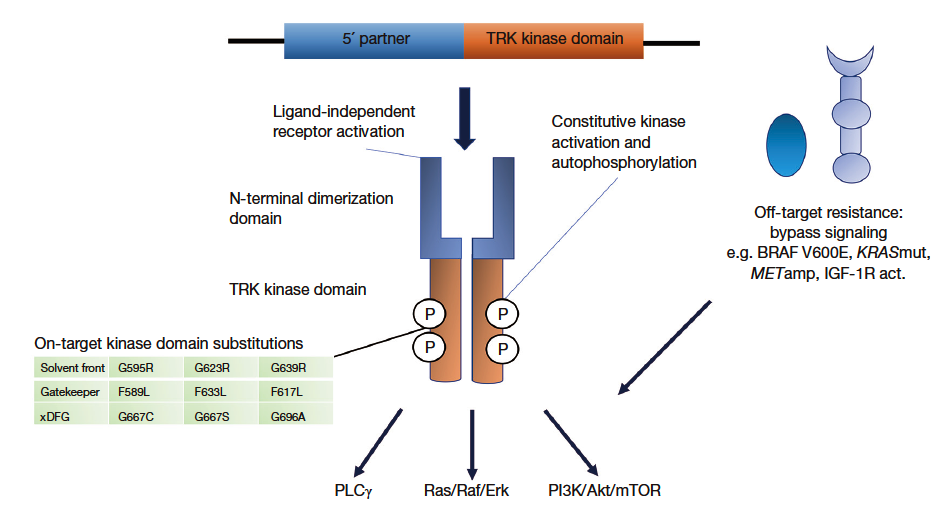 5′ partner TRK kinase domain
Ligand-independent
receptor activation
Constitutive kinase
activation and
autophosphorylation
N-terminal dimerization
domain
Off-target resistance:
bypass signaling
e.g. BRAF V600E, KRASmut,
METamp, IGF-1R act.
TRK kinase domain
P P
P P
On-target kinase domain substitutions
Solvent front G595R G623R G639R
Gatekeeper F589L F633L F617L
xDFG G667C G667S G696A
PLCγ Ras/Raf/Erk PI3K/Akt/mTOR